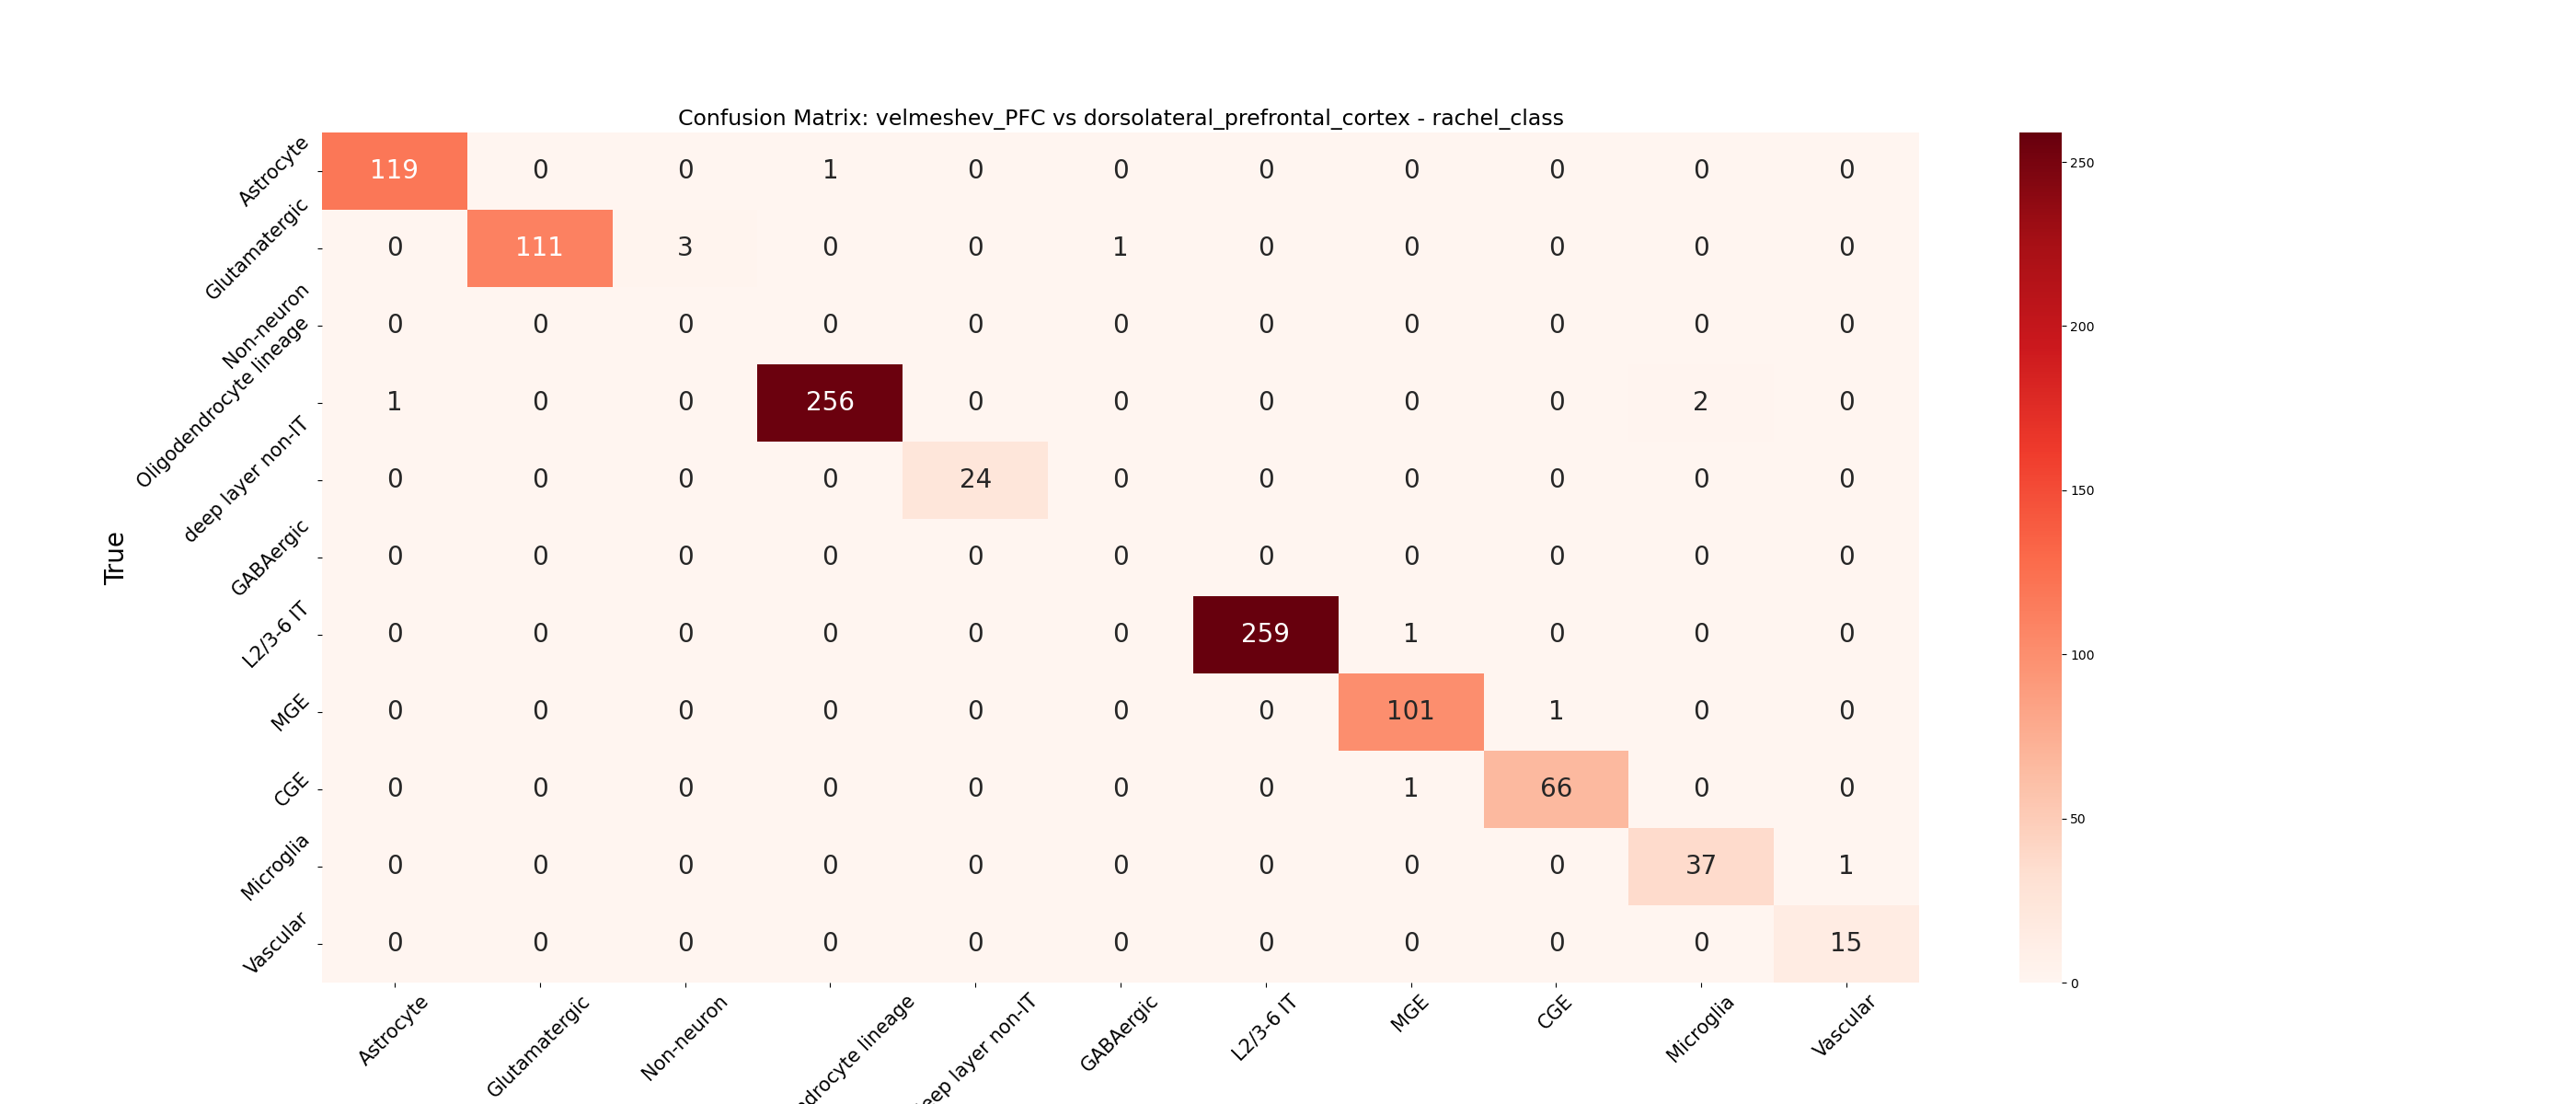 Confusion Matrix: velmeshev_PFC vs dorsolateral_prefrontal_cortex - rachel_class
True
Astrocyte 119 0 0 1 0 0 0 0 0 0 0
Glutamatergic 0 111 3 0 0 1 0 0 0 0 0
Non-neuron 0 0 0 0 0 0 0 0 0 0 0
Oligodendrocyte lineage 1 0 0 256 0 0 0 0 0 2 0
deep layer non-IT 0 0 0 0 24 0 0 0 0 0 0
GABAergic 0 0 0 0 0 0 0 0 0 0 0
L2/3-6 IT 0 0 0 0 0 0 259 1 0 0 0
MGE 0 0 0 0 0 0 0 101 1 0 0
CGE 0 0 0 0 0 0 0 1 66 0 0
Microglia 0 0 0 0 0 0 0 0 0 37 1
Vascular 0 0 0 0 0 0 0 0 0 0 15
Astrocyte Glutamatergic Non-neuron lineage layer non-IT GABAergic L2/3-6 IT MGE CGE Microglia Vascular
250
200
150
100
50
0